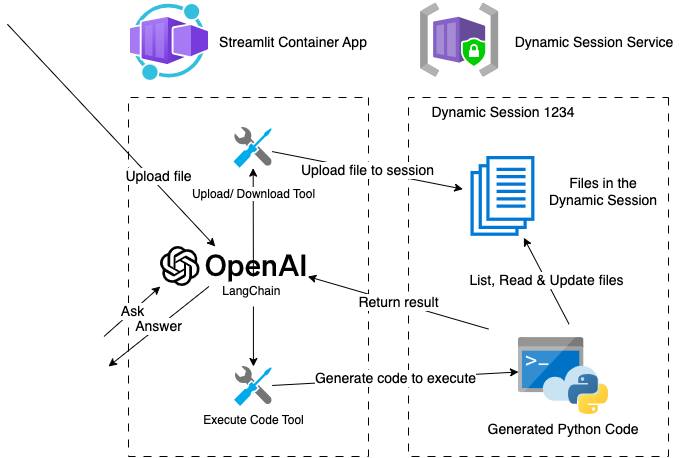 Streamlit Container App
Dynamic Session Service
Dynamic Session 1234
Upload file
Upload/ Download Tool
Upload file to session
Files in the
Dynamic Session
OpenAI
LangChain
List, Read & Update files
Return result
Ask
Answer
>_
Generate code to execute
Execute Code Tool
Generated Python Code